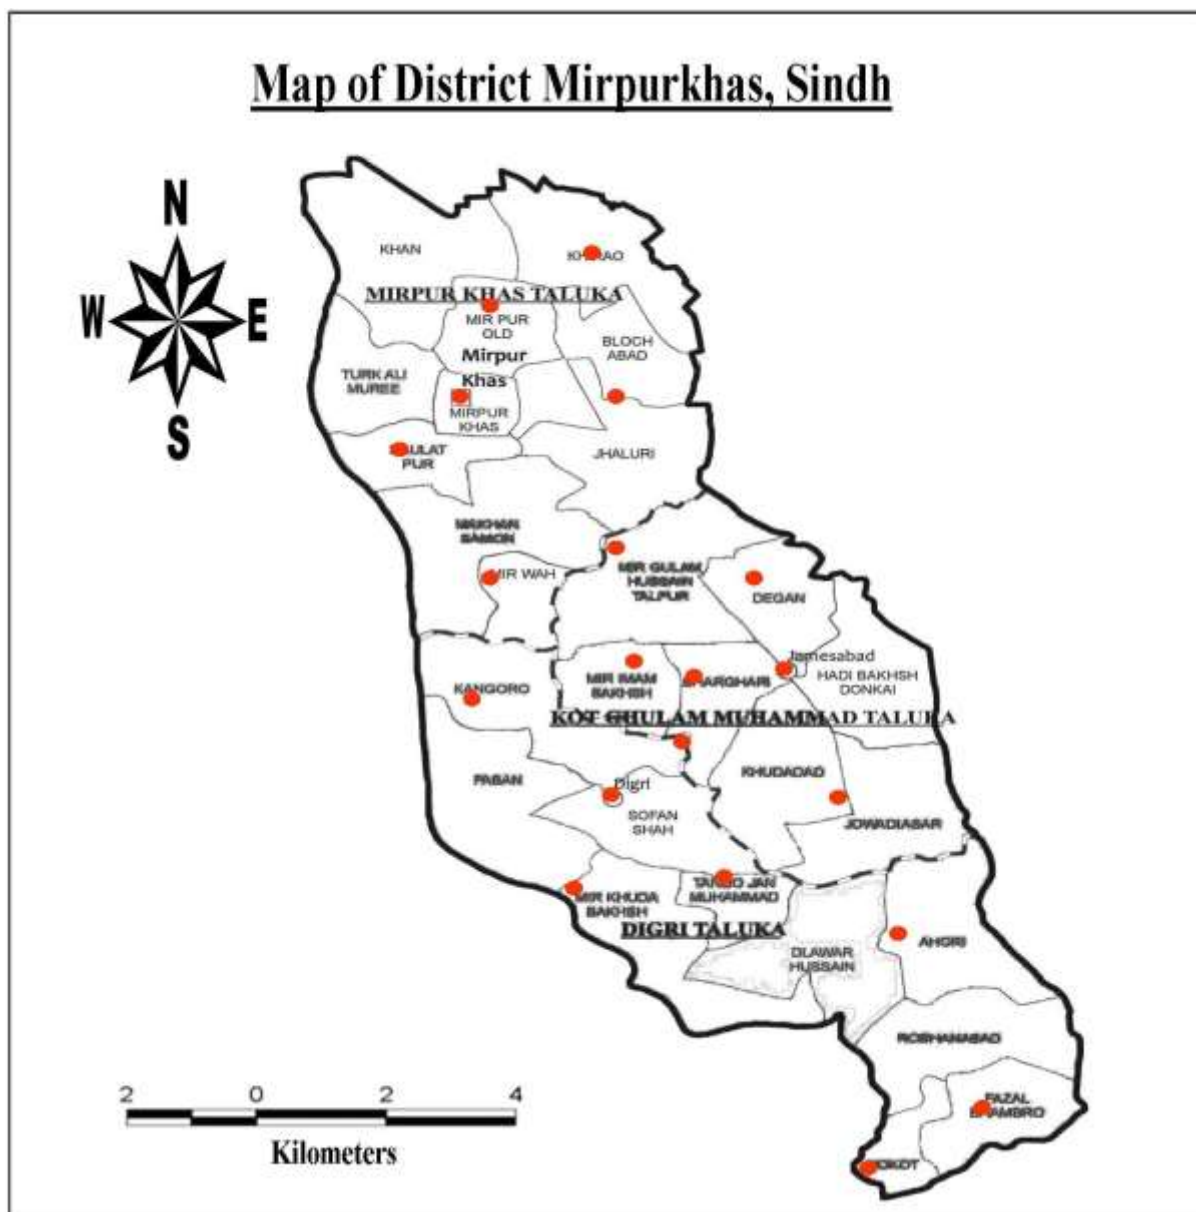 Map of District Mirpurkhas, Sindh
N
W
E
S
KHAN
MIRPUR KHAS TALUKA
MIR PUR
OLD
BLOCH
ABAD
Mirpur
Khas
TURK ALI
MUREE
MIRPUR
KHAS
PUR
JHALURI
MAKHAN
SAMON
MIR WAH
MIR GULAM
HUSSAIN
TALPUR
DEGAN
Jamesabad
HADI BAKHSH
DONKAI
MIR IMAM
BAKHSH
KANGORO
KOT GHULAM MUHAMMAD TALUKA
PABAN
KHUDADAD
Digri
SOFAN
SHAH
JOWADIASAR
TANDO JAN
MUHAMMAD
MIR KHUDA
BAKHSH
DIGRI TALUKA
DLAWAR
HUSSAIN
AHORI
ROSHANABAD
FAZAL
2 0 2 4
Kilometers